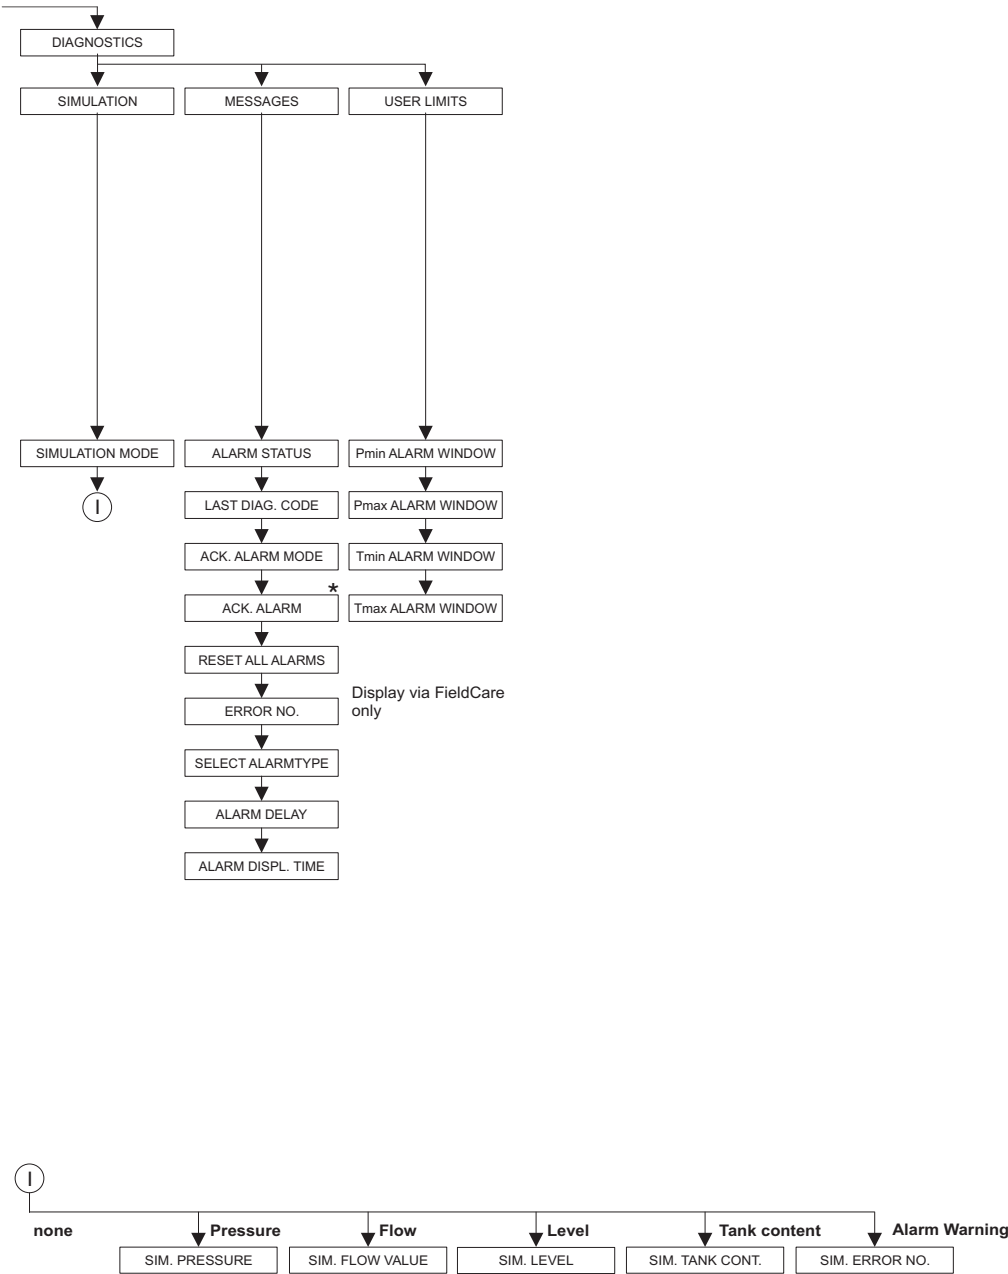 DIAGNOSTICS
SIMULATION
MESSAGES
USER LIMITS
SIMULATION MODE
ALARM STATUS
Pmin ALARM WINDOW
I
LAST DIAG. CODE
Pmax ALARM WINDOW
ACK. ALARM MODE
Tmin ALARM WINDOW
*
ACK. ALARM
Tmax ALARM WINDOW
RESET ALL ALARMS
ERROR NO.
Display via FieldCare
only
SELECT ALARMTYPE
ALARM DELAY
ALARM DISPL. TIME
I
none
Pressure
Flow
Level
Tank content
Alarm Warning
SIM. PRESSURE
SIM. FLOW VALUE
SIM. LEVEL
SIM. TANK CONT.
SIM. ERROR NO.